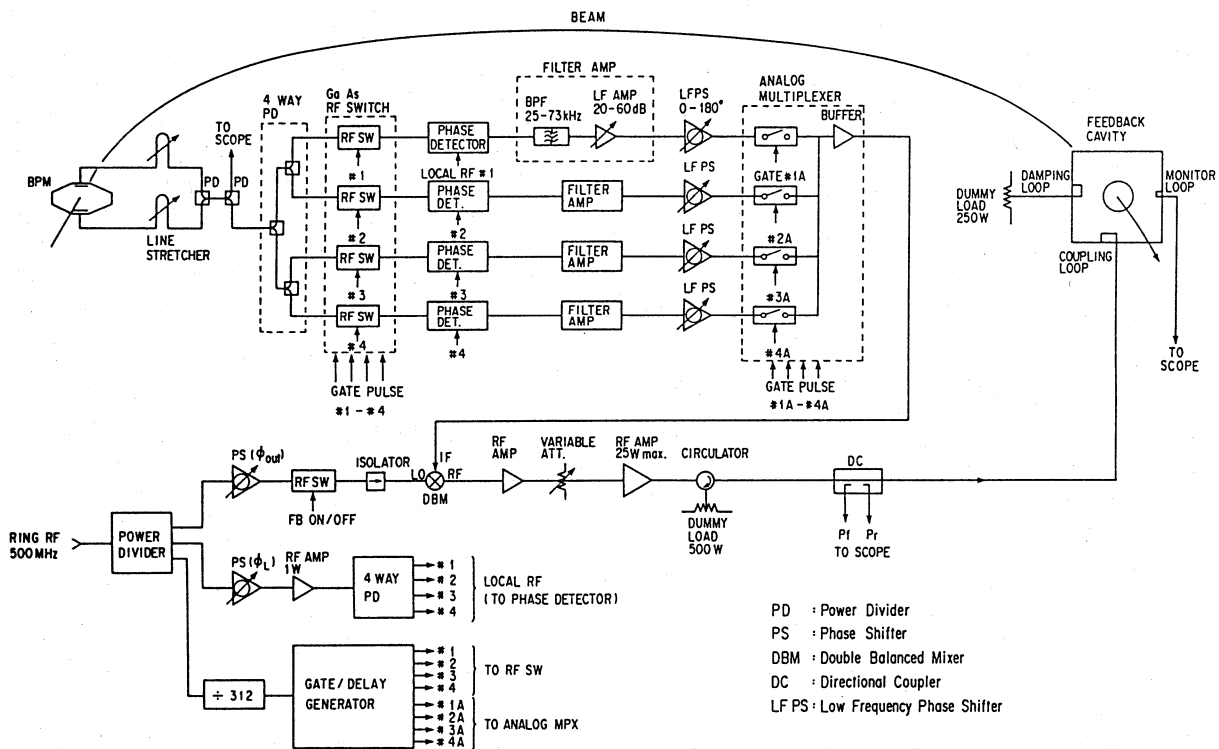 BEAM
FILTER AMP
BPF
25-73kHz
LF AMP
20-60dB
LFPS
0-180°
ANALOG
MULTIPLEXER
BUFFER
4 WAY
PD
Ga As
RF SWITCH
TO
SCOPE
RF SW
#1
PHASE
DETECTOR
LOCAL RF #1
GATE#1A
BPM
PD
PD
LINE
STRETCHER
RF SW
#2
PHASE
DET.
#2
FILTER
AMP
LF PS
#2A
RF SW
#3
PHASE
DET.
#3
FILTER
AMP
LF PS
#3A
RF SW
#4
PHASE
DET.
#4
FILTER
AMP
LF PS
#4A
GATE PULSE
#1 - #4
GATE PULSE
#1A - #4A
FEEDBACK
CAVITY
DAMPING
LOOP
MONITOR
LOOP
DUMMY
LOAD
250W
COUPLING
LOOP
TO
SCOPE
PS(ϕout)
RF SW
FB ON/OFF
ISOLATOR
LO
IF
RF
DBM
RF
AMP
VARIABLE
ATT.
RF AMP
25W max.
CIRCULATOR
DUMMY
LOAD
500W
DC
Pf Pr
TO SCOPE
RING RF
500MHz
POWER
DIVIDER
PS(ϕL)
RF AMP
1W
4 WAY
PD
#1
#2
#3
#4
LOCAL RF
(TO PHASE DETECTOR)
÷ 312
GATE/DELAY
GENERATOR
#1
#2
#3
#4
TO RF SW
#1A
#2A
#3A
#4A
TO ANALOG MPX
PD : Power Divider
PS : Phase Shifter
DBM : Double Balanced Mixer
DC : Directional Coupler
LF PS : Low Frequency Phase Shifter